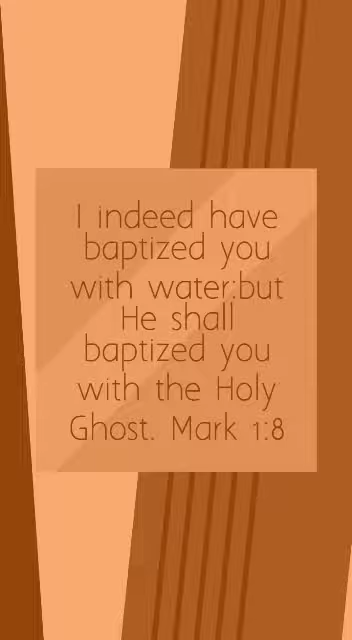 I indeed have
baptized you
with water:but
He shall
baptized you
with the Holy
Ghost. Mark 1:8